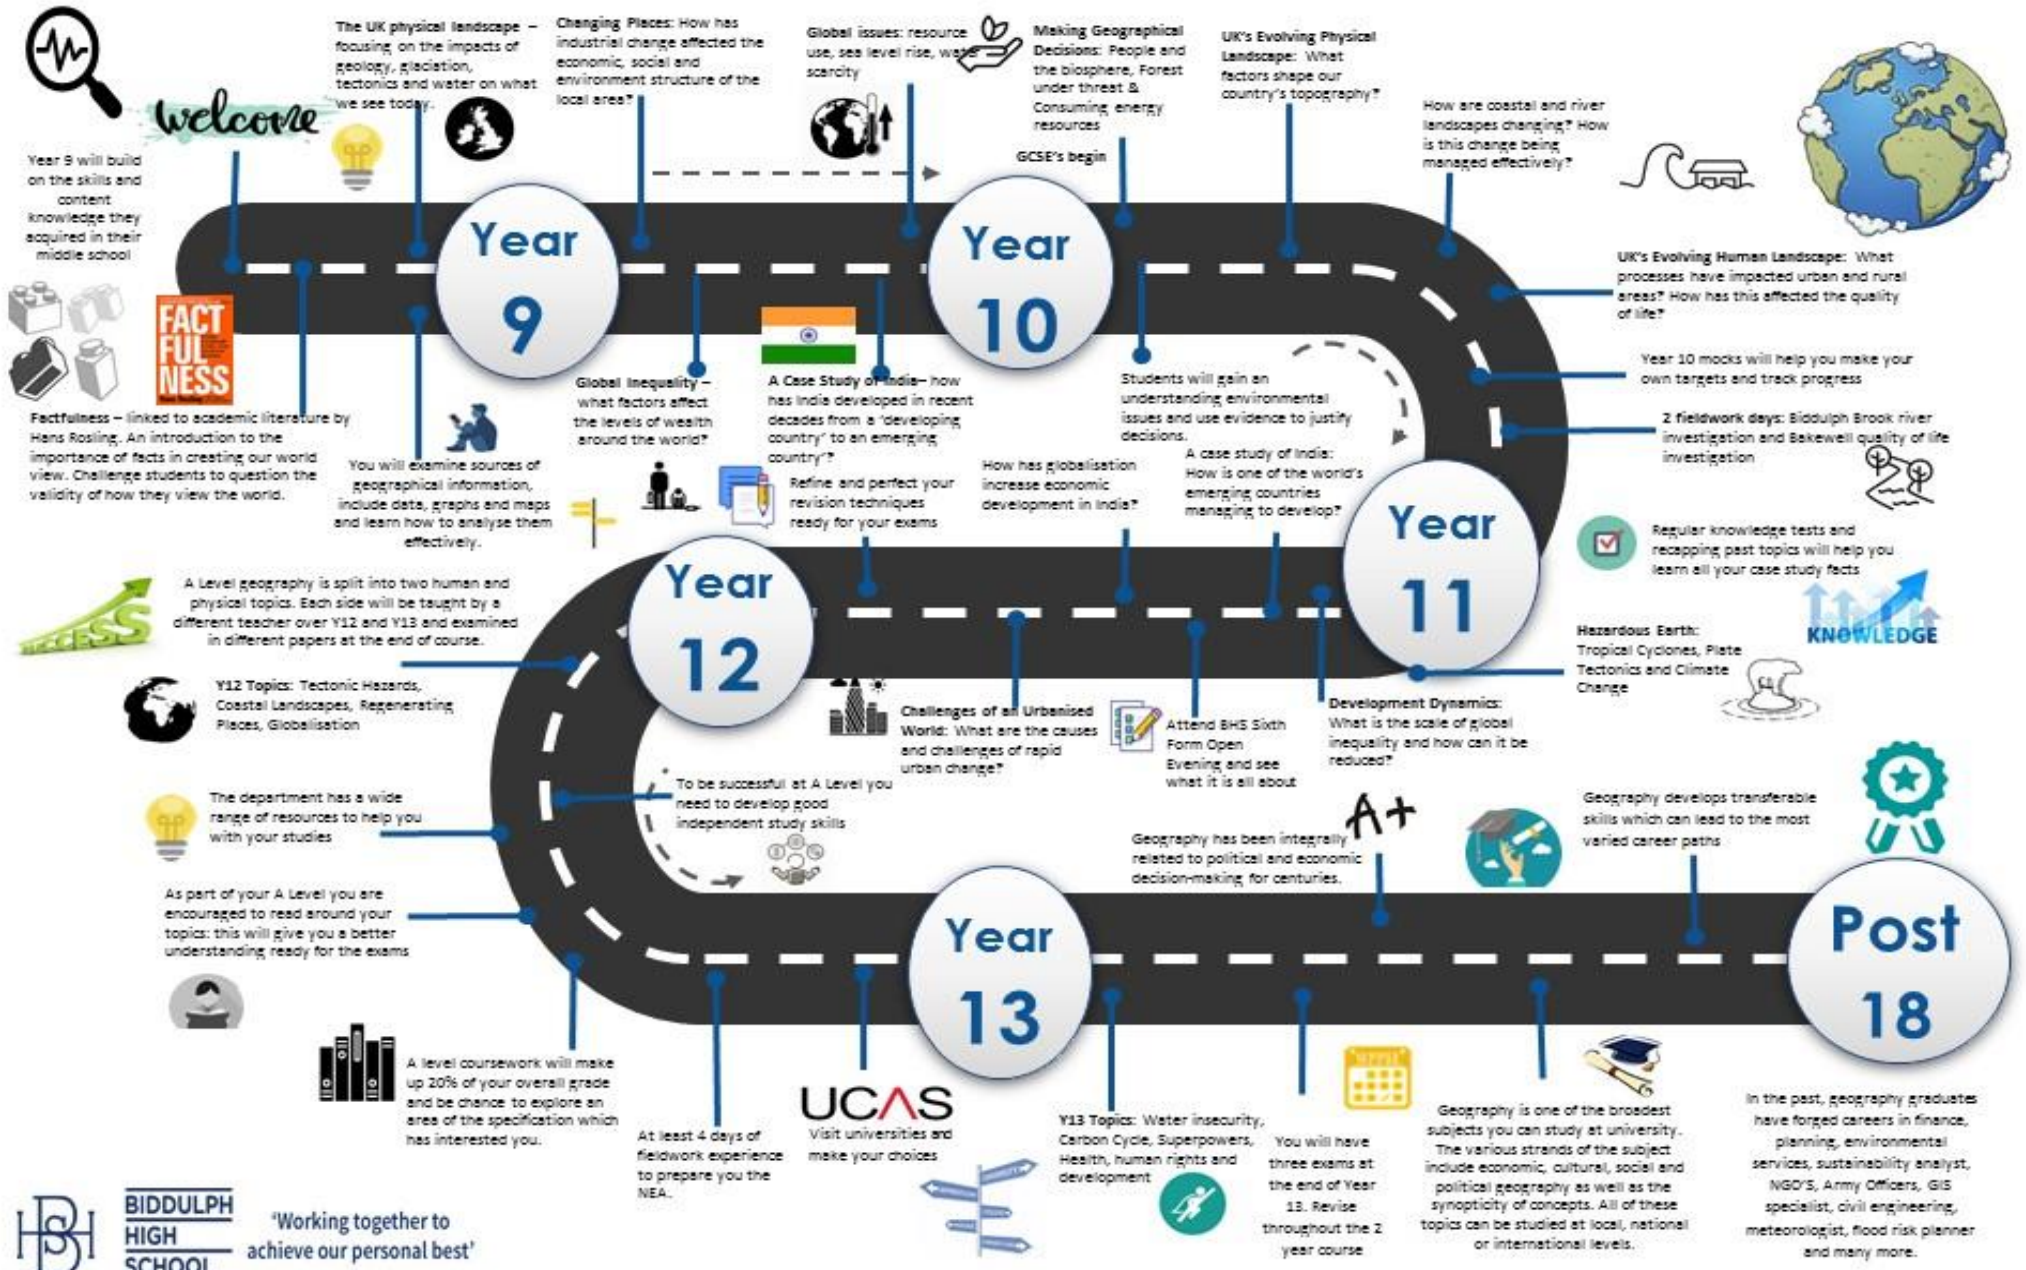 The UK physical landscape –
focusing on the impacts of
geology, glaciation,
tectonics and water on what
we see today.
Changing Places: How has
industrial change affected the
economic, social and
environment structure of the
local area?
Global issues: resource
use, sea level rise, water
scarcity
Making Geographical
Decisions: People and
the biosphere, Forest
under threat &
Consuming energy
resources
GCSE's begin
UK's Evolving Physical
Landscape: What
factors shape our
country's topography?
How are coastal and river
landscapes changing? How
is this change being
managed effectively?
welcome
Year 9 will build
on the skills and
content
knowledge they
acquired in their
middle school
Year
9
Year
10
UK's Evolving Human Landscape: What
processes have impacted urban and rural
areas? How has this affected the quality
of life?
Year 10 mocks will help you make your
own targets and track progress
2 fieldwork days: Biddulph Brook river
investigation and Bakewell quality of life
investigation
FACT
FUL
NESS
Factfulness – linked to academic literature by
Hans Rosling. An introduction to the
importance of facts in creating our world
view. Challenge students to question the
validity of how they view the world.
You will examine sources of
geographical information,
include data, graphs and maps
and learn how to analyse them
effectively.
Global Inequality –
what factors affect
the levels of wealth
around the world?
A Case Study of India– how
has India developed in recent
decades from a 'developing
country' to an emerging
country'?
Students will gain an
understanding environmental
issues and use evidence to justify
decisions.
Refine and perfect your
revision techniques
ready for your exams
How has globalisation
increase economic
development in India?
A case study of India:
How is one of the world's
emerging countries
managing to develop?
Year
11
Regular knowledge tests and
recapping past topics will help you
learn all your case study facts
KNOWLEDGE
Hazardous Earth:
Tropical Cyclones, Plate
Tectonics and Climate
Change
Year
12
SUCCESS
A Level geography is split into two human and
physical topics. Each side will be taught by a
different teacher over Y12 and Y13 and examined
in different papers at the end of course.
Y12 Topics: Tectonic Hazards,
Coastal Landscapes, Regenerating
Places, Globalisation
Challenges of an Urbanised
World: What are the causes
and challenges of rapid
urban change?
Attend BHS Sixth
Form Open
Evening and see
what it is all about
Development Dynamics:
What is the scale of global
inequality and how can it be
reduced?
The department has a wide
range of resources to help you
with your studies
To be successful at A Level you
need to develop good
independent study skills
As part of your A Level you are
encouraged to read around your
topics: this will give you a better
understanding ready for the exams
A+
Geography has been integrally
related to political and economic
decision-making for centuries.
Geography develops transferable
skills which can lead to the most
varied career paths
Year
13
Post
18
A level coursework will make
up 20% of your overall grade
and be chance to explore an
area of the specification which
has interested you.
At least 4 days of
fieldwork experience
to prepare you the
NEA.
UCAS
Visit universities and
make your choices
Y13 Topics: Water insecurity,
Carbon Cycle, Superpowers,
Health, human rights and
development
You will have
three exams at
the end of Year
13. Revise
throughout the 2
year course
Geography is one of the broadest
subjects you can study at university.
The various strands of the subject
include economic, cultural, social and
political geography as well as the
synopticity of concepts. All of these
topics can be studied at local, national
or international levels.
In the past, geography graduates
have forged careers in finance,
planning, environmental
services, sustainability analyst,
NGO'S, Army Officers, GIS
specialist, civil engineering,
meteorologist, flood risk planner
and many more.
BHS
BIDDULPH
HIGH
SCHOOL
'Working together to
achieve our personal best'